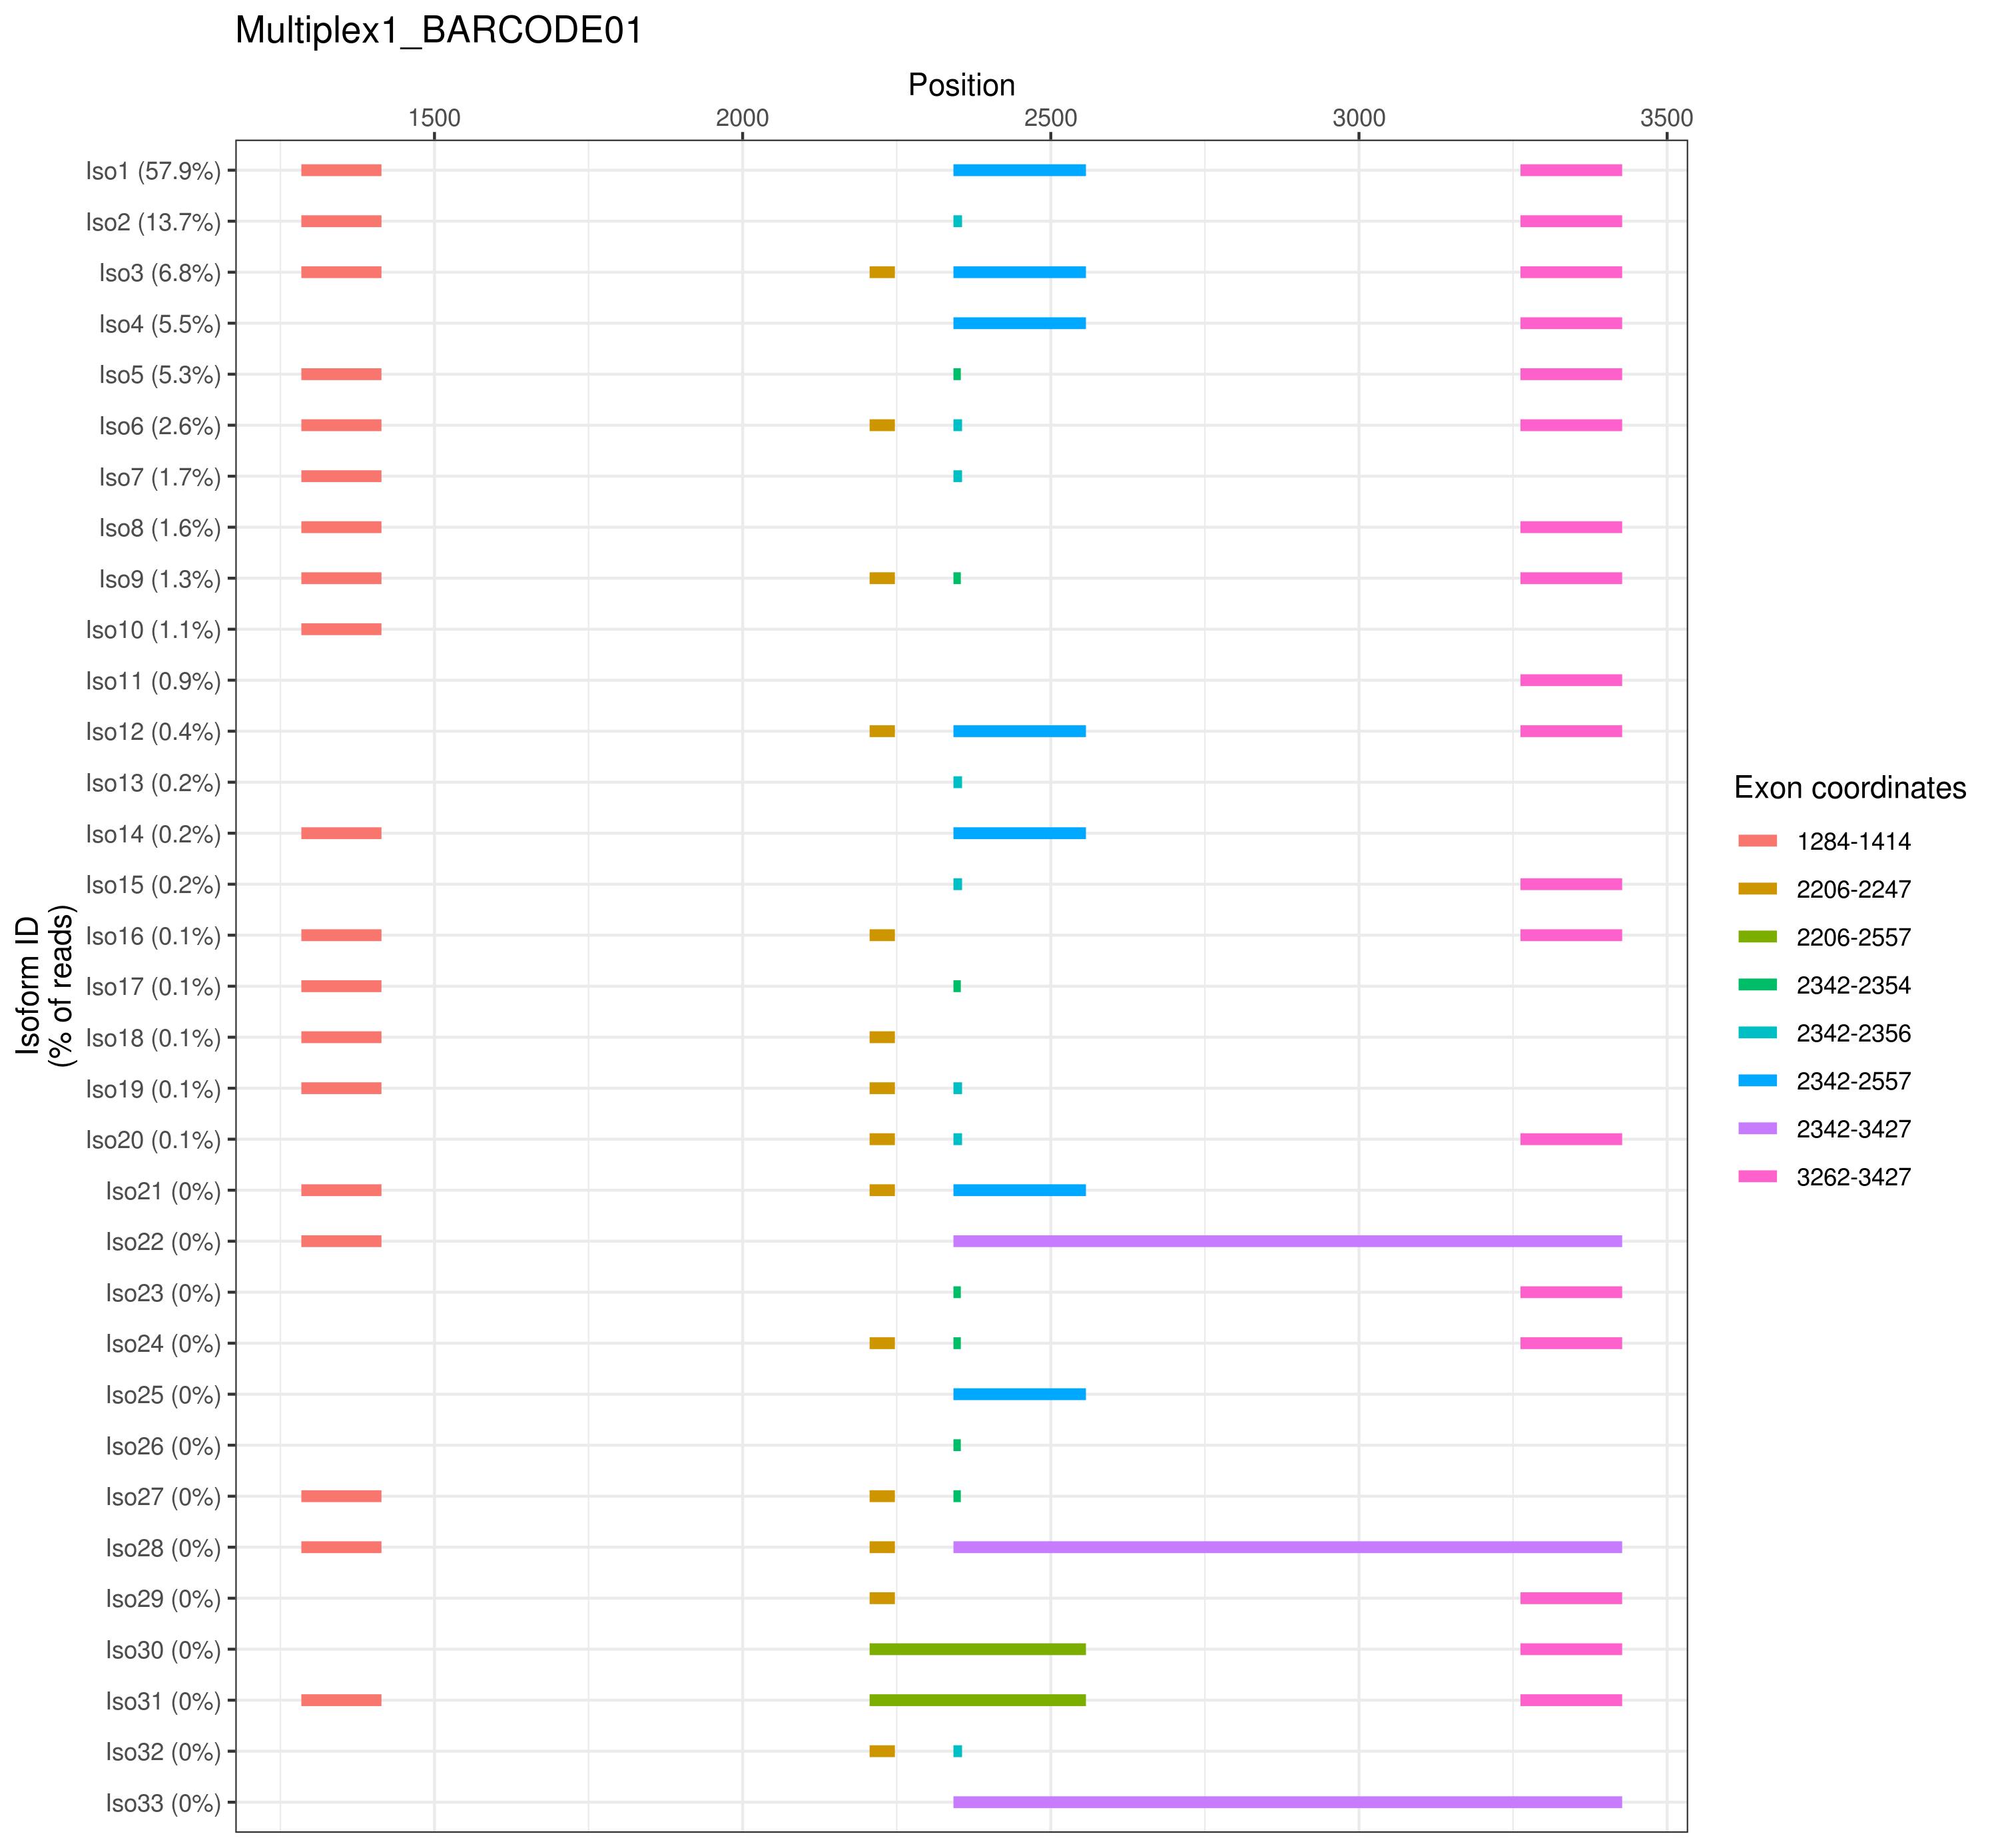 Multiplex1_BARCODE01
Position
1500 2000 2500 3000 3500
Iso1 (57.9%)
Iso2 (13.7%)
Iso3 (6.8%)
Iso4 (5.5%)
Iso5 (5.3%)
Iso6 (2.6%)
Iso7 (1.7%)
Iso8 (1.6%)
Iso9 (1.3%)
Iso10 (1.1%)
Iso11 (0.9%)
Iso12 (0.4%)
Iso13 (0.2%)
Iso14 (0.2%)
Iso15 (0.2%)
Iso16 (0.1%)
Iso17 (0.1%)
Iso18 (0.1%)
Iso19 (0.1%)
Iso20 (0.1%)
Iso21 (0%)
Iso22 (0%)
Iso23 (0%)
Iso24 (0%)
Iso25 (0%)
Iso26 (0%)
Iso27 (0%)
Iso28 (0%)
Iso29 (0%)
Iso30 (0%)
Iso31 (0%)
Iso32 (0%)
Iso33 (0%)
Isoform ID
(% of reads)
Exon coordinates
1284-1414
2206-2247
2206-2557
2342-2354
2342-2356
2342-2557
2342-3427
3262-3427